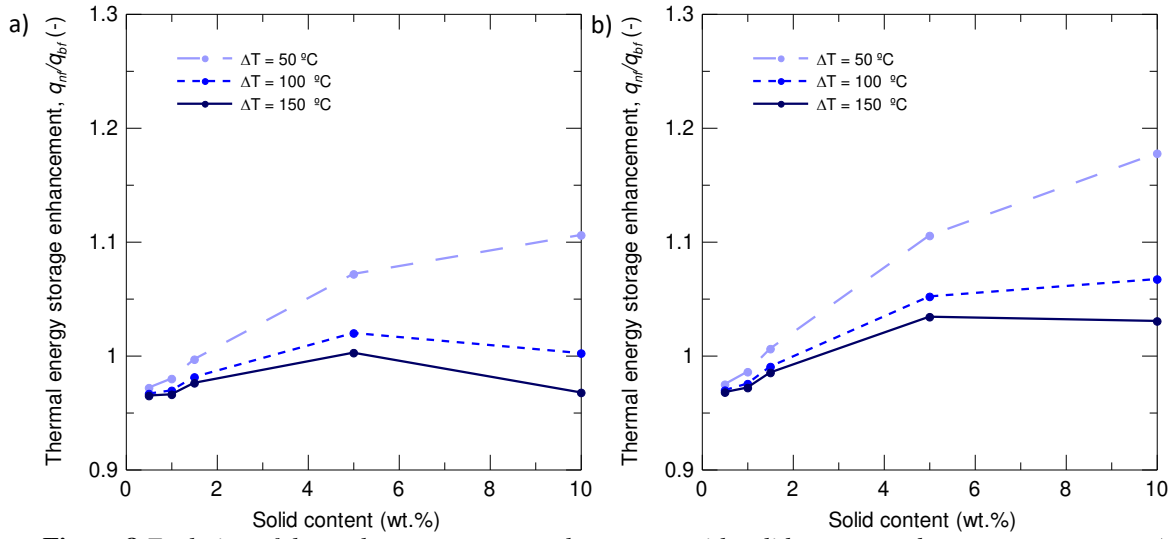 a)
Thermal energy storage enhancement, q_nf/q_bf (-)
1.3
1.2
1.1
1
0.9
ΔT = 50 ºC
ΔT = 100 ºC
ΔT = 150 ºC
0 2 4 6 8 10
Solid content (wt.%)
b)
Thermal energy storage enhancement, q_nf/q_bf (-)
1.3
1.2
1.1
1
0.9
ΔT = 50 ºC
ΔT = 100 ºC
ΔT = 150 ºC
0 2 4 6 8 10
Solid content (wt.%)